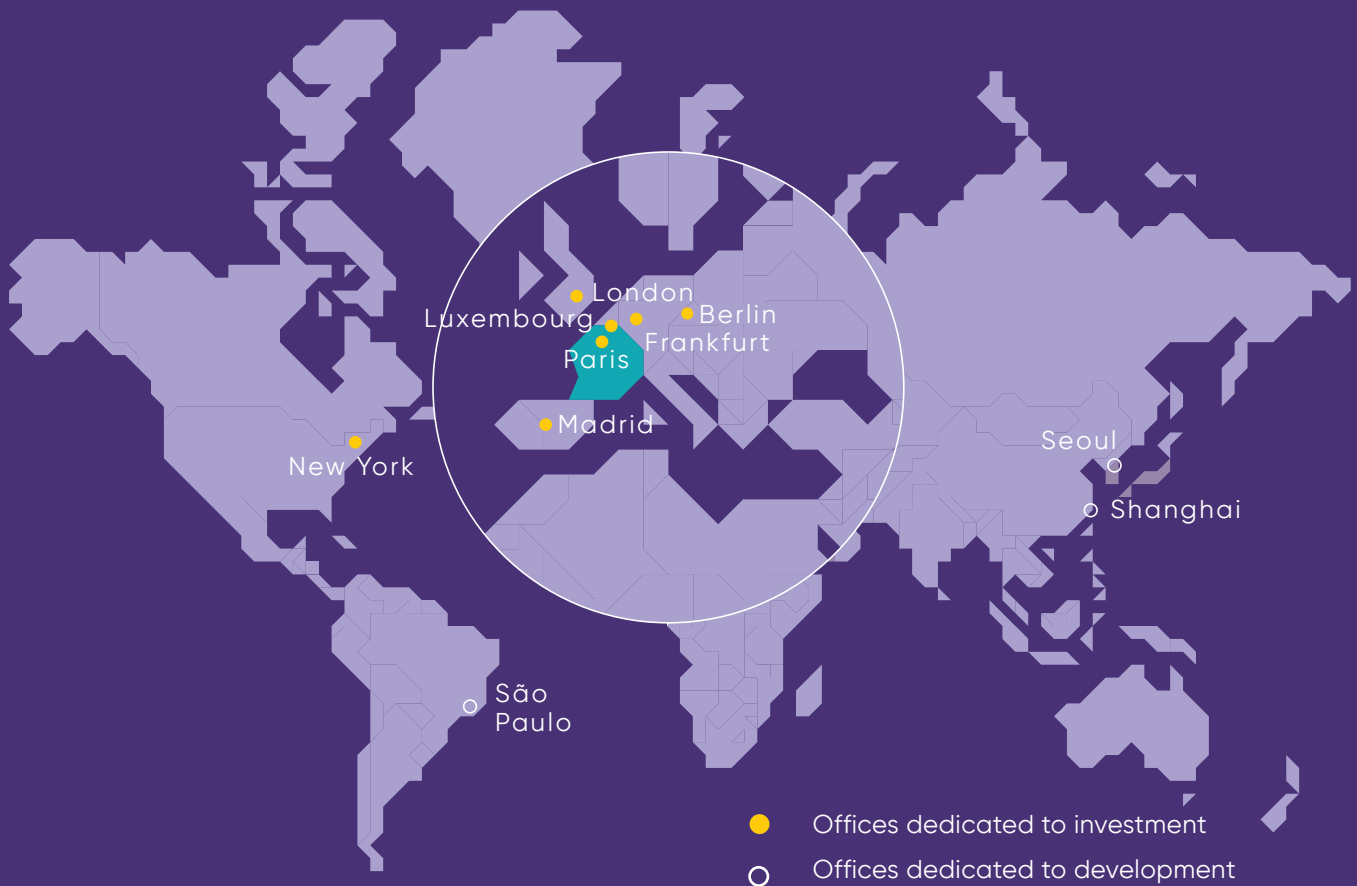 London
Luxembourg
Berlin
Frankfurt
Paris
Madrid
New York
Seoul
Shanghai
São
Paulo
Offices dedicated to investment
Offices dedicated to development